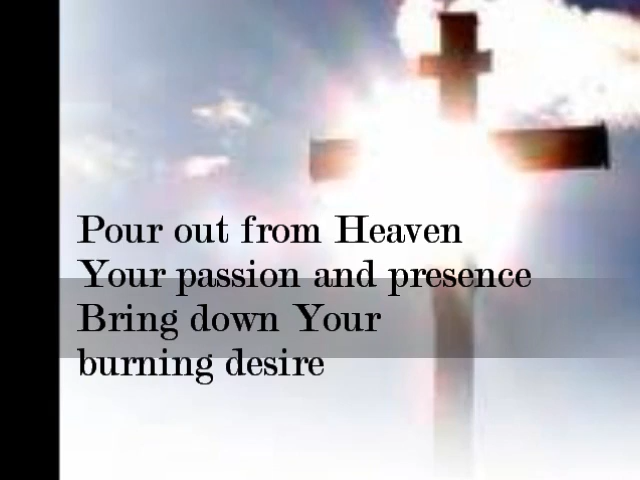 Pour out from Heaven
Your passion and presence
Bring down Your
burning desire